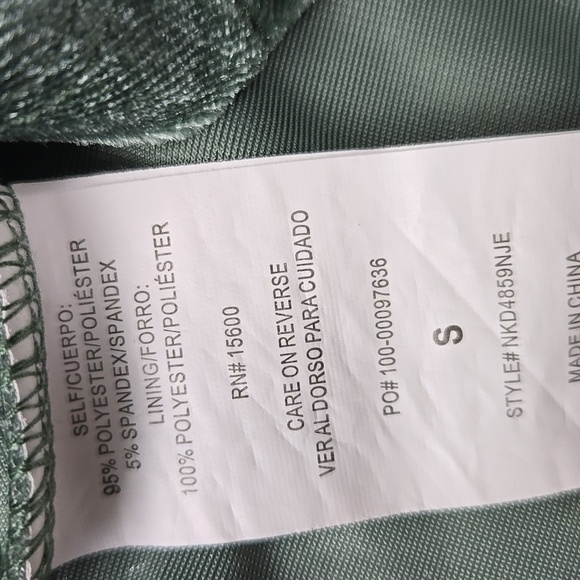 SELF/CUERPO:
95% POLYESTER/POLIÉSTER
5% SPANDEX/SPANDEX
LINING/FORRO:
100% POLYESTER/POLIÉSTER
RN# 15600
CARE ON REVERSE
VER AL DORSO PARA CUIDADO
PO# 100-00097636
S
STYLE# NKD4859NJE
MADE IN CHINA